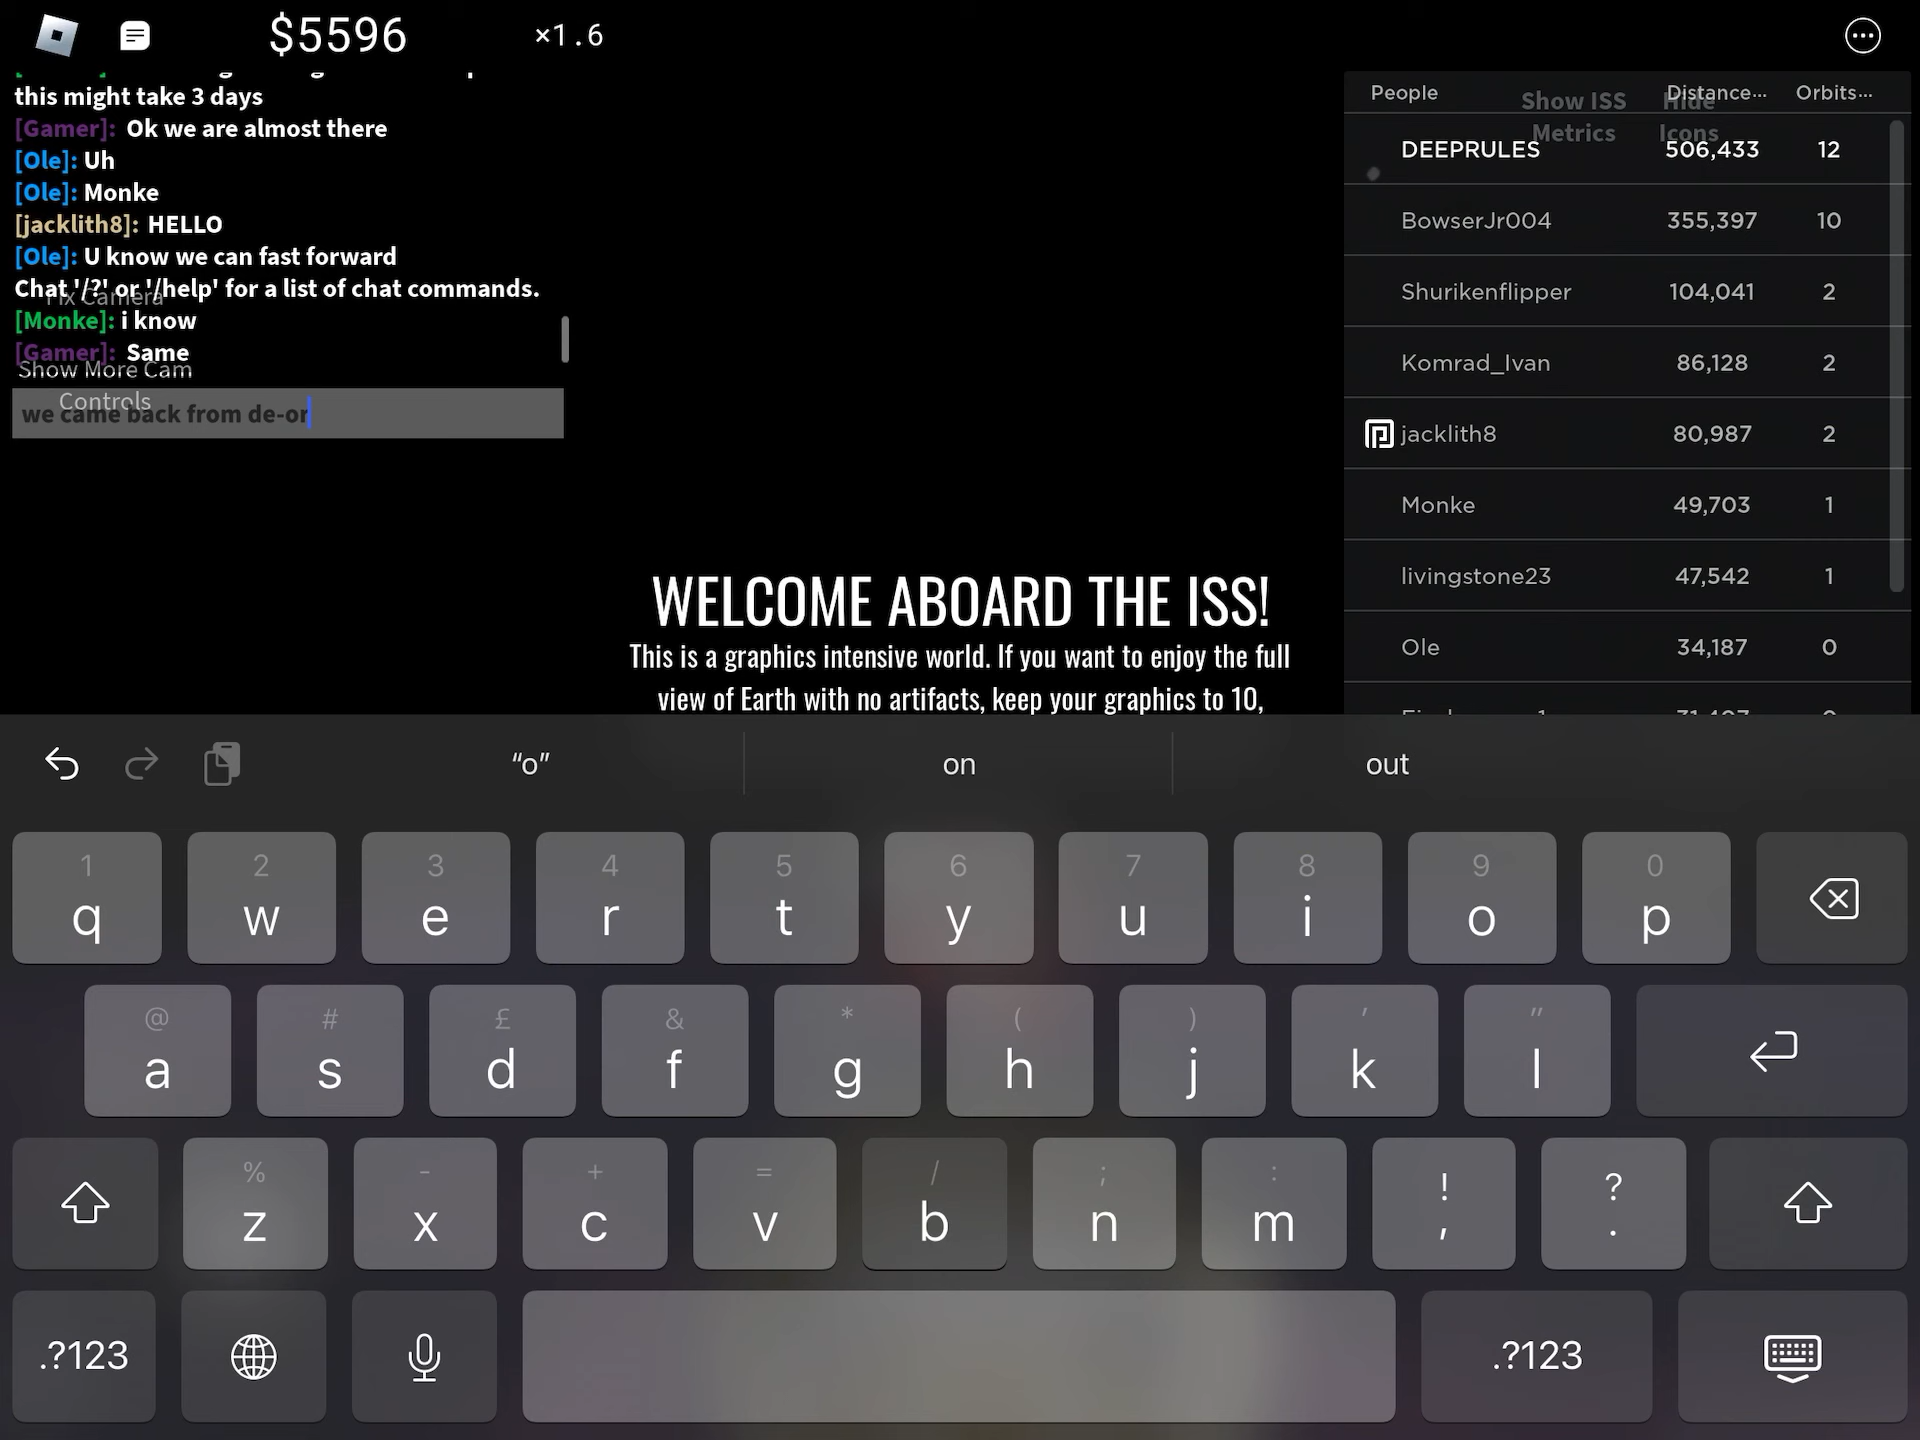 $5596 ×1.6
this might take 3 days
[Gamer]: Ok we are almost there
[Ole]: Uh
[Ole]: Monke
[jacklith8]: HELLO
[Ole]: U know we can fast forward
Chat '/?' or '/help' for a list of chat commands.
Fix Camera
[Monke]: i know
[Gamer]: Same
Show More Cam
Controls
we came back from de-or
People Distance... Orbits...
Show ISS Hide
Metrics Icons
DEEPRULES 506,433 12
BowserJr004 355,397 10
Shurikenflipper 104,041 2
Komrad_Ivan 86,128 2
jacklith8 80,987 2
Monke 49,703 1
livingstone23 47,542 1
Ole 34,187 0
WELCOME ABOARD THE ISS!
This is a graphics intensive world. If you want to enjoy the full
view of Earth with no artifacts, keep your graphics to 10,
“o” on out
1 2 3 4 5 6 7 8 9 0
q w e r t y u i o p
@ # £ & * ( ) ' "
a s d f g h j k l
% - + = / ; : ! ?
z x c v b n m , .
.?123 .?123